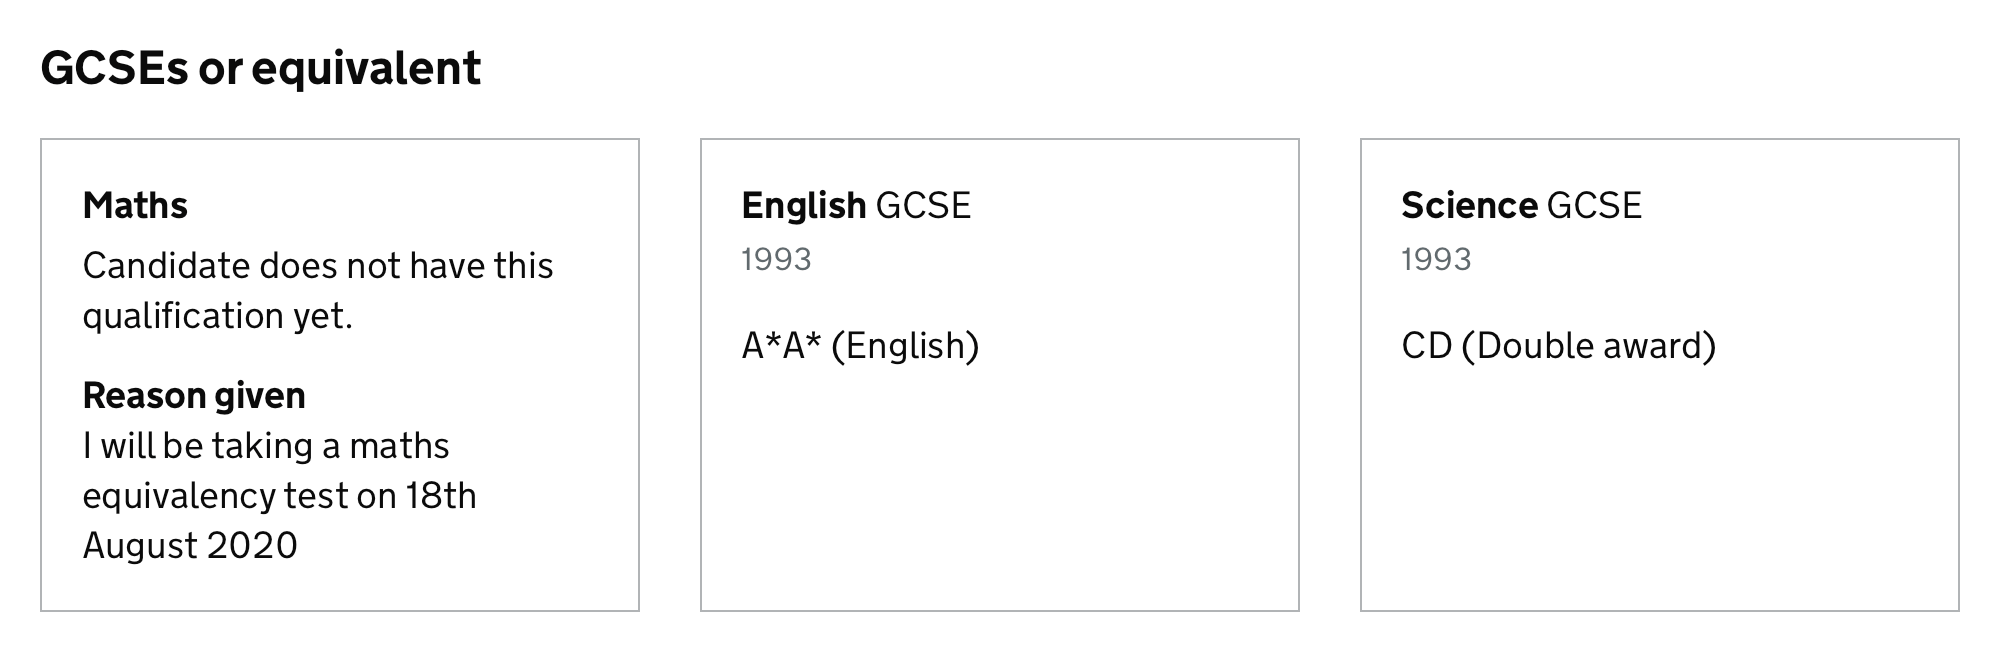 GCSEs or equivalent
Maths
Candidate does not have this
qualification yet.
Reason given
I will be taking a maths
equivalency test on 18th
August 2020
English GCSE
1993
A*A* (English)
Science GCSE
1993
CD (Double award)